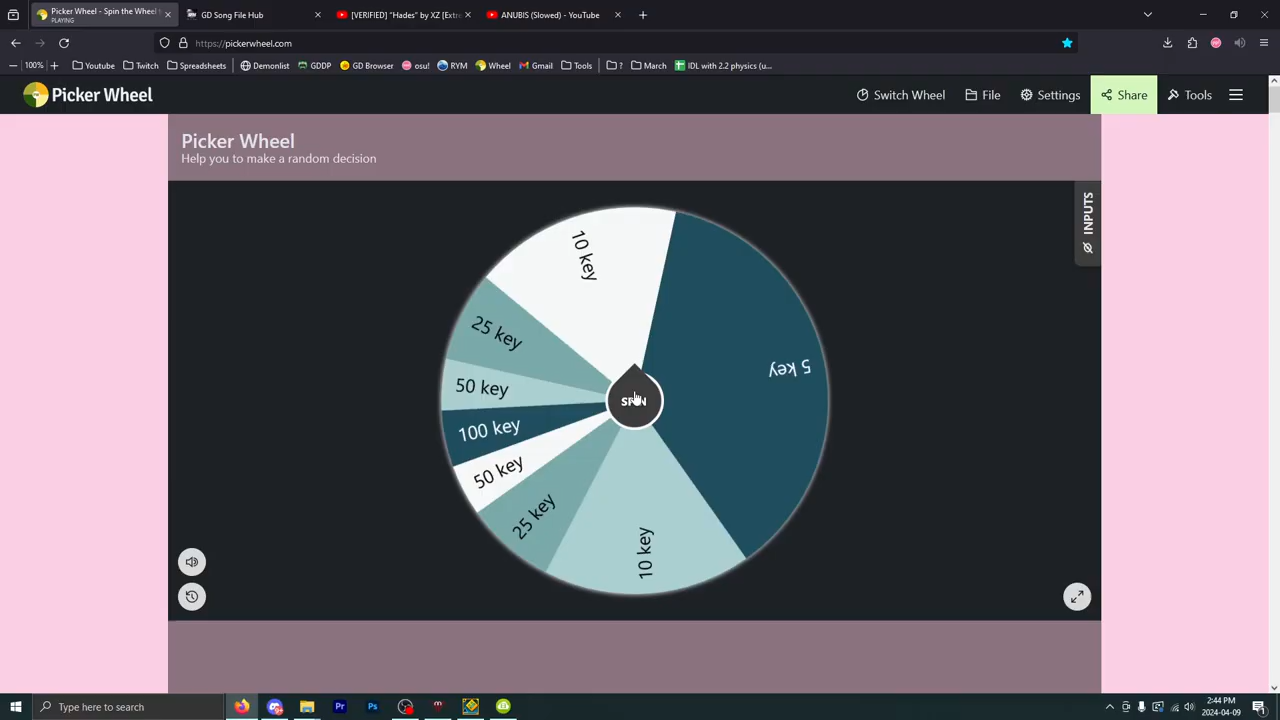 Picker Wheel - Spin the Wheel t
PLAYING
GD Song File Hub
[VERIFIED] "Hades" by XZ [Extre
ANUBIS (Slowed) - YouTube
https://pickerwheel.com
100%
Youtube
Twitch
Spreadsheets
Demonlist
GDDP
GD Browser
osu!
RYM
Wheel
Gmail
Tools
?
March
IDL with 2.2 physics (u...
Picker Wheel
Switch Wheel
File
Settings
Share
Tools
Picker Wheel
Help you to make a random decision
INPUTS
10 key
25 key
5 key
50 key
SPIN
100 key
50 key
25 key
10 key
Type here to search
Pr
Ps
2:44 PM
2024-04-09